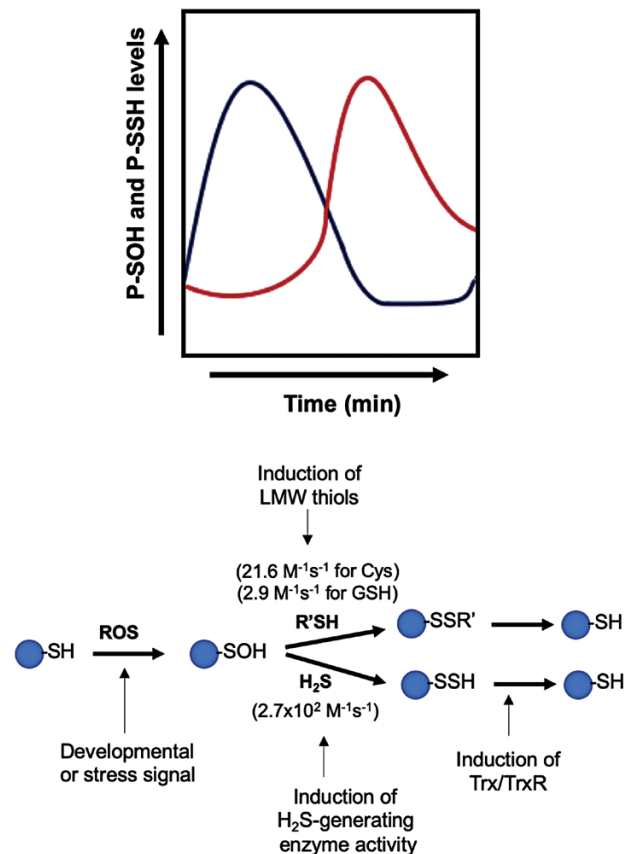 P-SOH and P-SSH levels
Time (min)
Induction of
LMW thiols
(21.6 M⁻¹s⁻¹ for Cys)
(2.9 M⁻¹s⁻¹ for GSH)
ROS
R'SH
-SH
-SOH
-SSR'
-SH
H₂S
-SSH
-SH
(2.7x10² M⁻¹s⁻¹)
Developmental
or stress signal
Induction of
Trx/TrxR
Induction of
H₂S-generating
enzyme activity